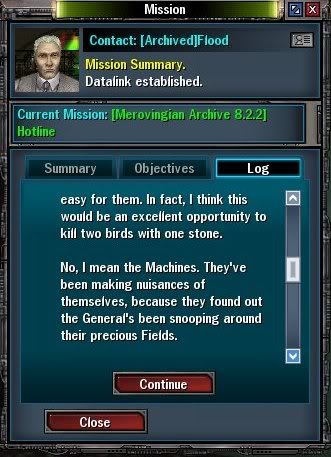 Mission
Contact: [Archived]Flood
Mission Summary.
Datalink established.
Current Mission: [Merovingian Archive 8.2.2]
Hotline
Summary
Objectives
Log
easy for them. In fact, I think this
would be an excellent opportunity to
kill two birds with one stone.
No, I mean the Machines. They've
been making nuisances of
themselves, because they found out
the General's been snooping around
their precious Fields.
Continue
Close